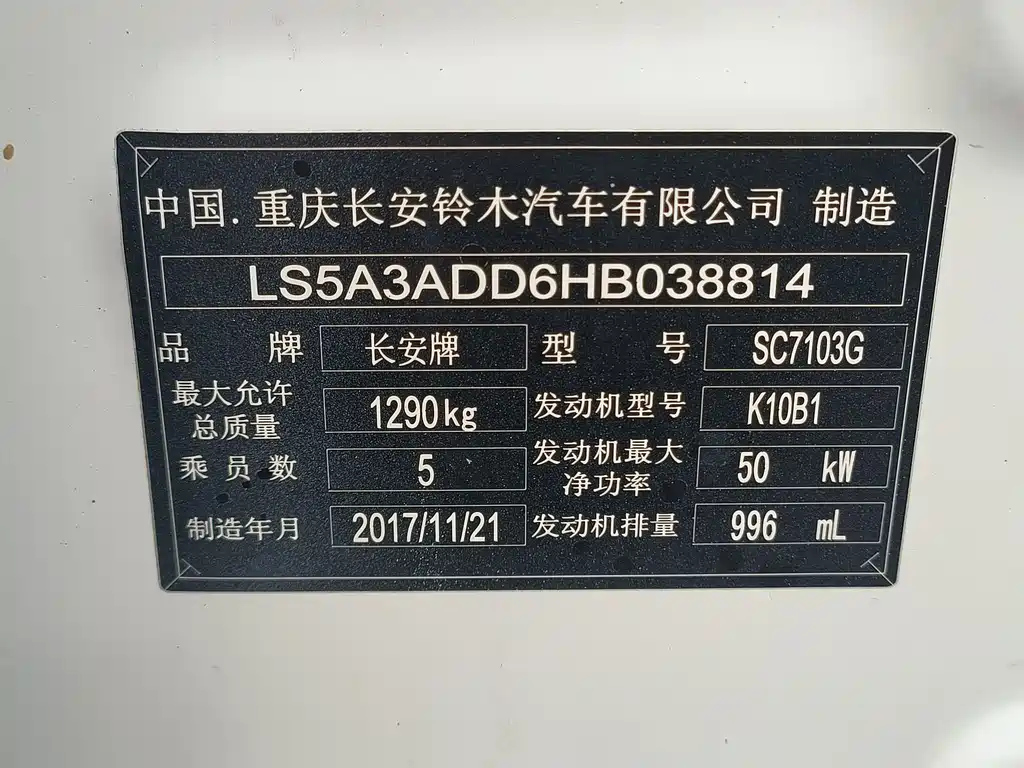 中国.重庆长安铃木汽车有限公司 制造
LS5A3ADD6HB038814
品 牌 长安牌 型 号 SC7103G
最大允许总质量 1290kg 发动机型号 K10B1
乘员数 5 发动机最大净功率 50 kW
制造年月 2017/11/21 发动机排量 996 mL